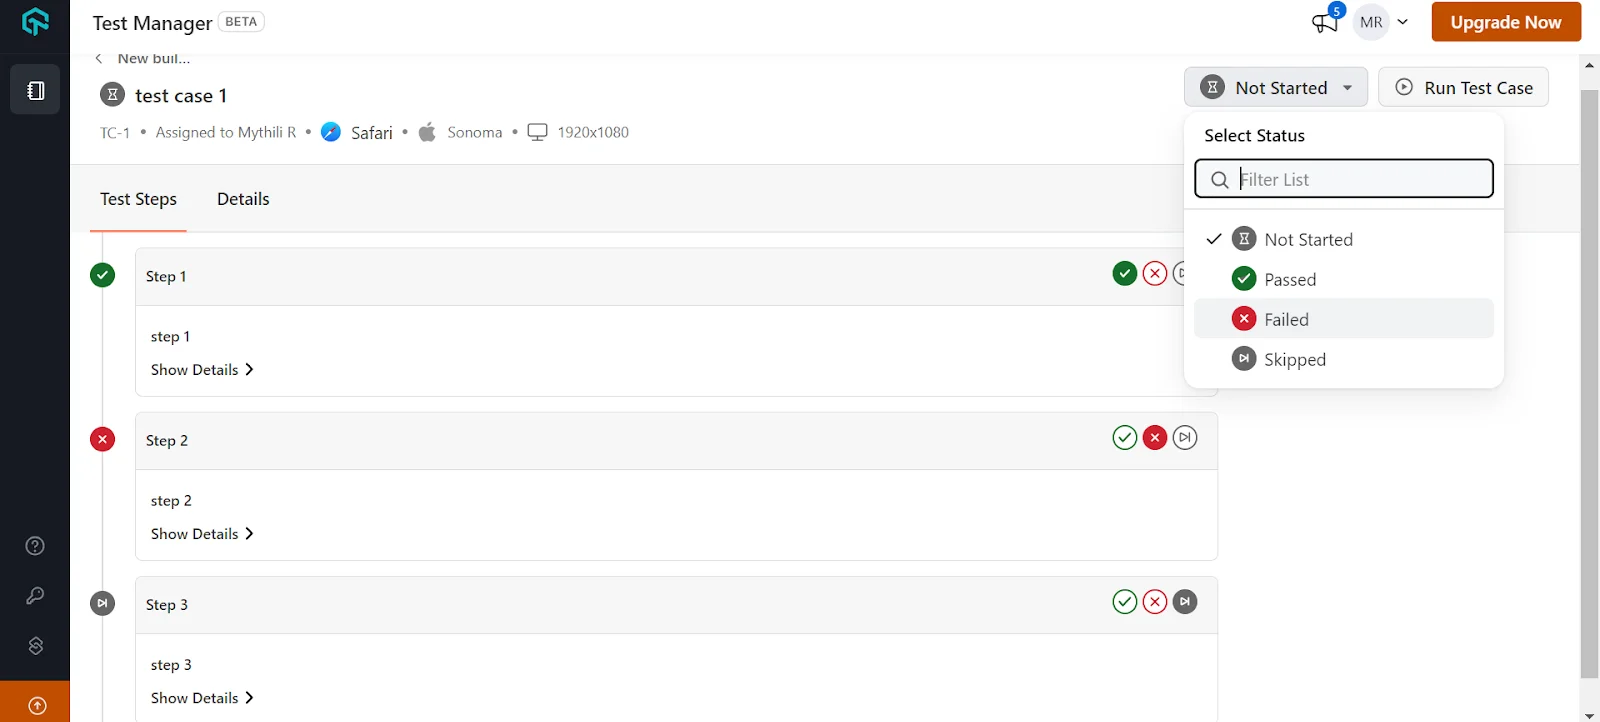 Test Manager BETA
5
MR
Upgrade Now
New buil...
test case 1
Not Started
Run Test Case
TC-1 • Assigned to Mythili R • Safari • Sonoma • 1920x1080
Select Status
Filter List
Not Started
Passed
Failed
Skipped
Test Steps
Details
Step 1
step 1
Show Details
Step 2
step 2
Show Details
Step 3
step 3
Show Details